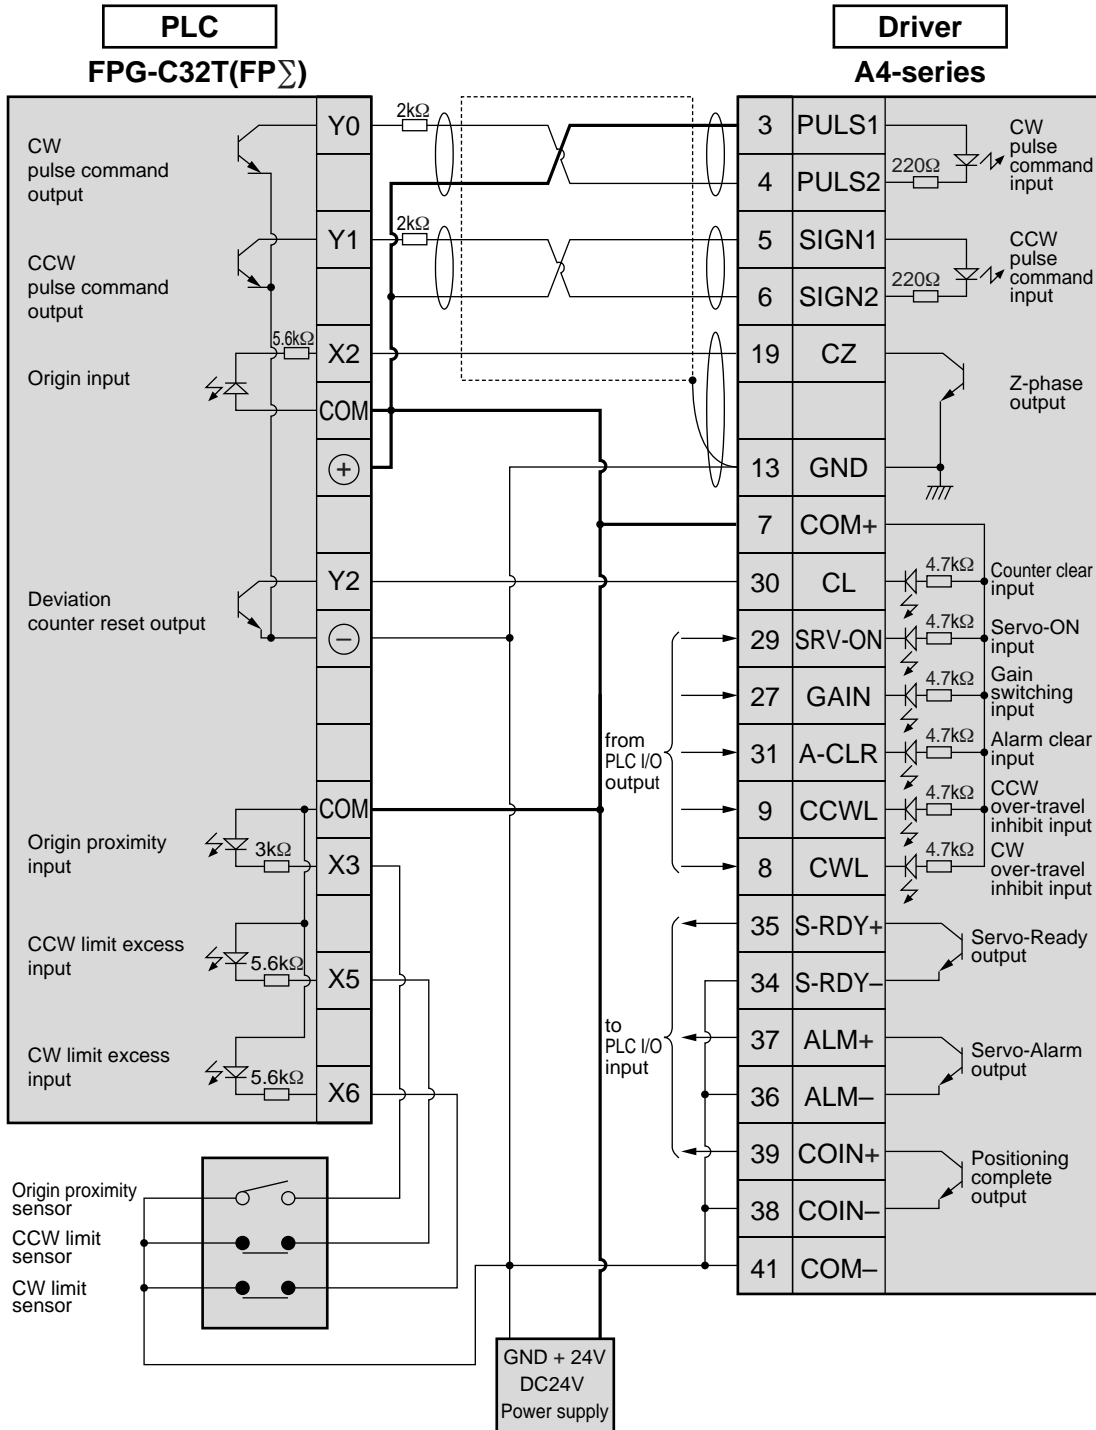 PLC
FPG-C32T(FP∑)
CW
pulse command
output
CCW
pulse command
output
5.6kΩ
Origin input
Deviation
counter reset output
Origin proximity
input
3kΩ
CCW limit excess
input
5.6kΩ
CW limit excess
input
5.6kΩ
Y0
Y1
X2
COM
+
Y2
−
COM
X3
X5
X6
2kΩ
2kΩ
Origin proximity
sensor
CCW limit
sensor
CW limit
sensor
from
PLC I/O
output
to
PLC I/O
input
GND + 24V
DC24V
Power supply
Driver
A4-series
3 PULS1
4 PULS2
5 SIGN1
6 SIGN2
19 CZ
13 GND
7 COM+
30 CL
29 SRV-ON
27 GAIN
31 A-CLR
9 CCWL
8 CWL
35 S-RDY+
34 S-RDY–
37 ALM+
36 ALM–
39 COIN+
38 COIN–
41 COM–
220Ω
CW
pulse
command
input
220Ω
CCW
pulse
command
input
Z-phase
output
4.7kΩ
Counter clear
input
4.7kΩ
Servo-ON
input
4.7kΩ
Gain
switching
input
4.7kΩ
Alarm clear
input
4.7kΩ
CCW
over-travel
inhibit input
4.7kΩ
CW
over-travel
inhibit input
Servo-Ready
output
Servo-Alarm
output
Positioning
complete
output